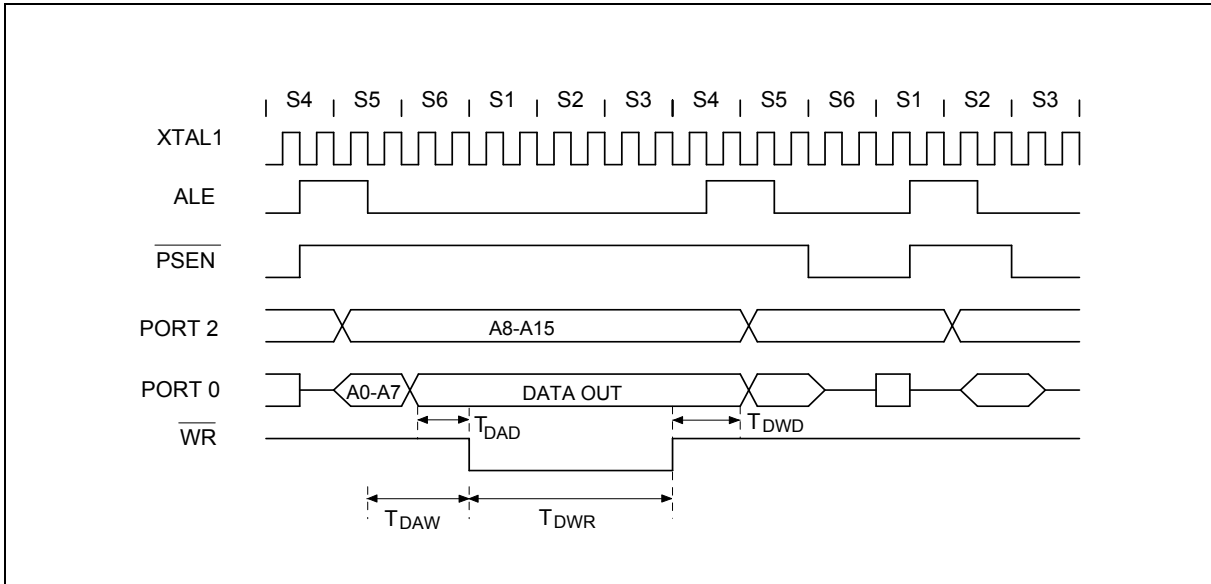 S4 S5 S6 S1 S2 S3 S4 S5 S6 S1 S2 S3
XTAL1
ALE
PSEN
PORT 2
A8-A15
PORT 0
A0-A7
DATA OUT
TDAD
TDWD
WR
TDAW
TDWR